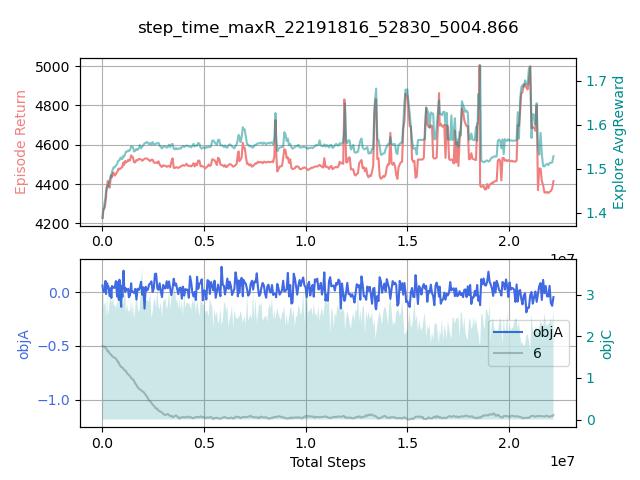 step_time_maxR_22191816_52830_5004.866
5000
4800
4600
4400
4200
Episode Return
1.7
1.6
1.5
1.4
Explore AvgReward
0.0 0.5 1.0 1.5 2.0
1e7
0.0
−0.5
−1.0
objA
3
2
1
0
objC
objA
6
0.0 0.5 1.0 1.5 2.0
Total Steps 1e7